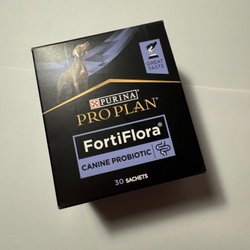 GREAT
TASTE
PURINA
PRO PLAN
FortiFlora®
CANINE PROBIOTIC
30 SACHETS